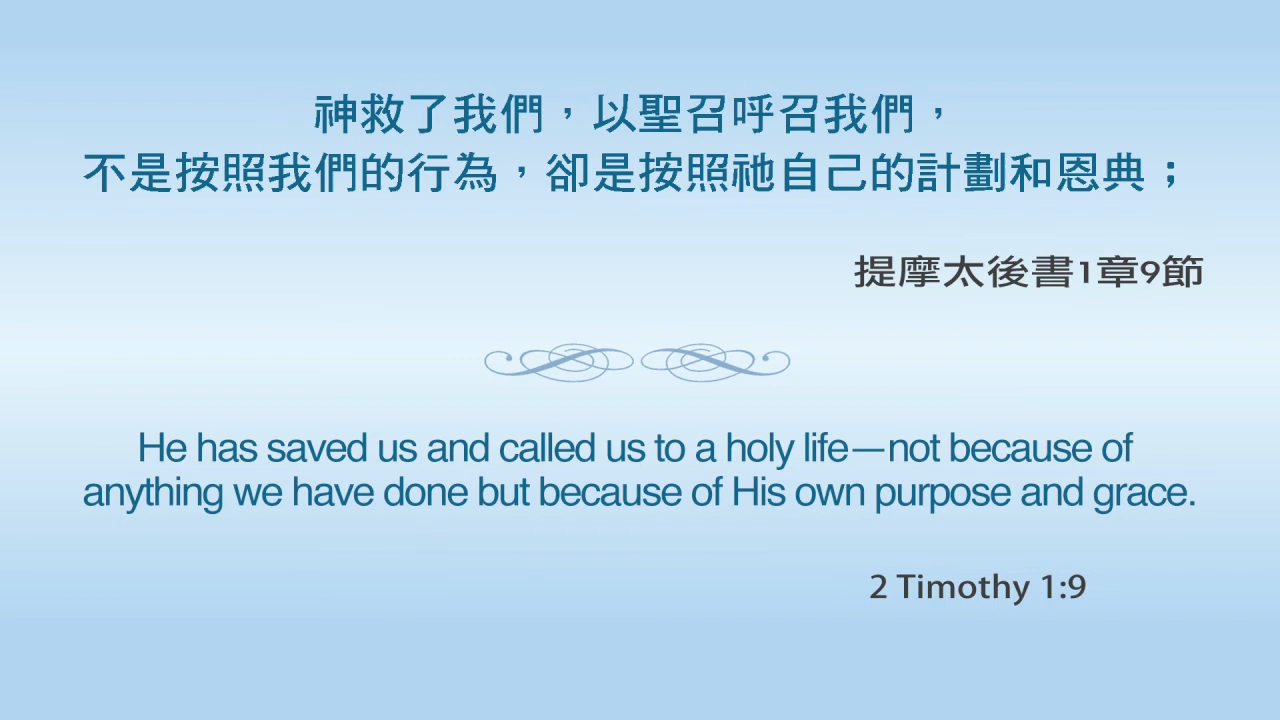 神救了我們，以聖召呼召我們，
不是按照我們的行為，卻是按照祂自己的計劃和恩典；
提摩太後書1章9節
He has saved us and called us to a holy life—not because of
anything we have done but because of His own purpose and grace.
2 Timothy 1:9